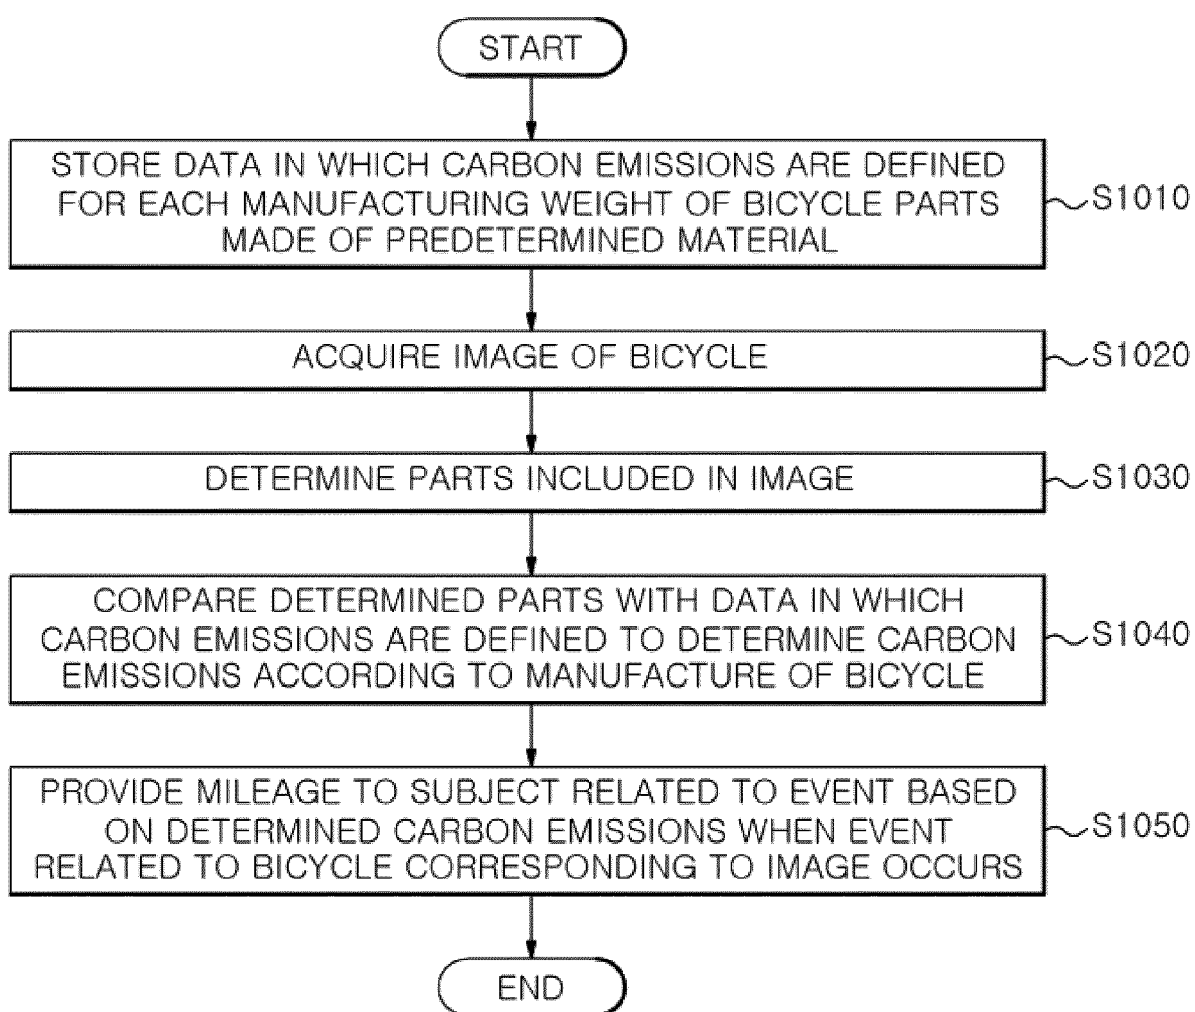 START
STORE DATA IN WHICH CARBON EMISSIONS ARE DEFINED
FOR EACH MANUFACTURING WEIGHT OF BICYCLE PARTS
MADE OF PREDETERMINED MATERIAL
S1010
ACQUIRE IMAGE OF BICYCLE
S1020
DETERMINE PARTS INCLUDED IN IMAGE
S1030
COMPARE DETERMINED PARTS WITH DATA IN WHICH
CARBON EMISSIONS ARE DEFINED TO DETERMINE CARBON
EMISSIONS ACCORDING TO MANUFACTURE OF BICYCLE
S1040
PROVIDE MILEAGE TO SUBJECT RELATED TO EVENT BASED
ON DETERMINED CARBON EMISSIONS WHEN EVENT
RELATED TO BICYCLE CORRESPONDING TO IMAGE OCCURS
S1050
END